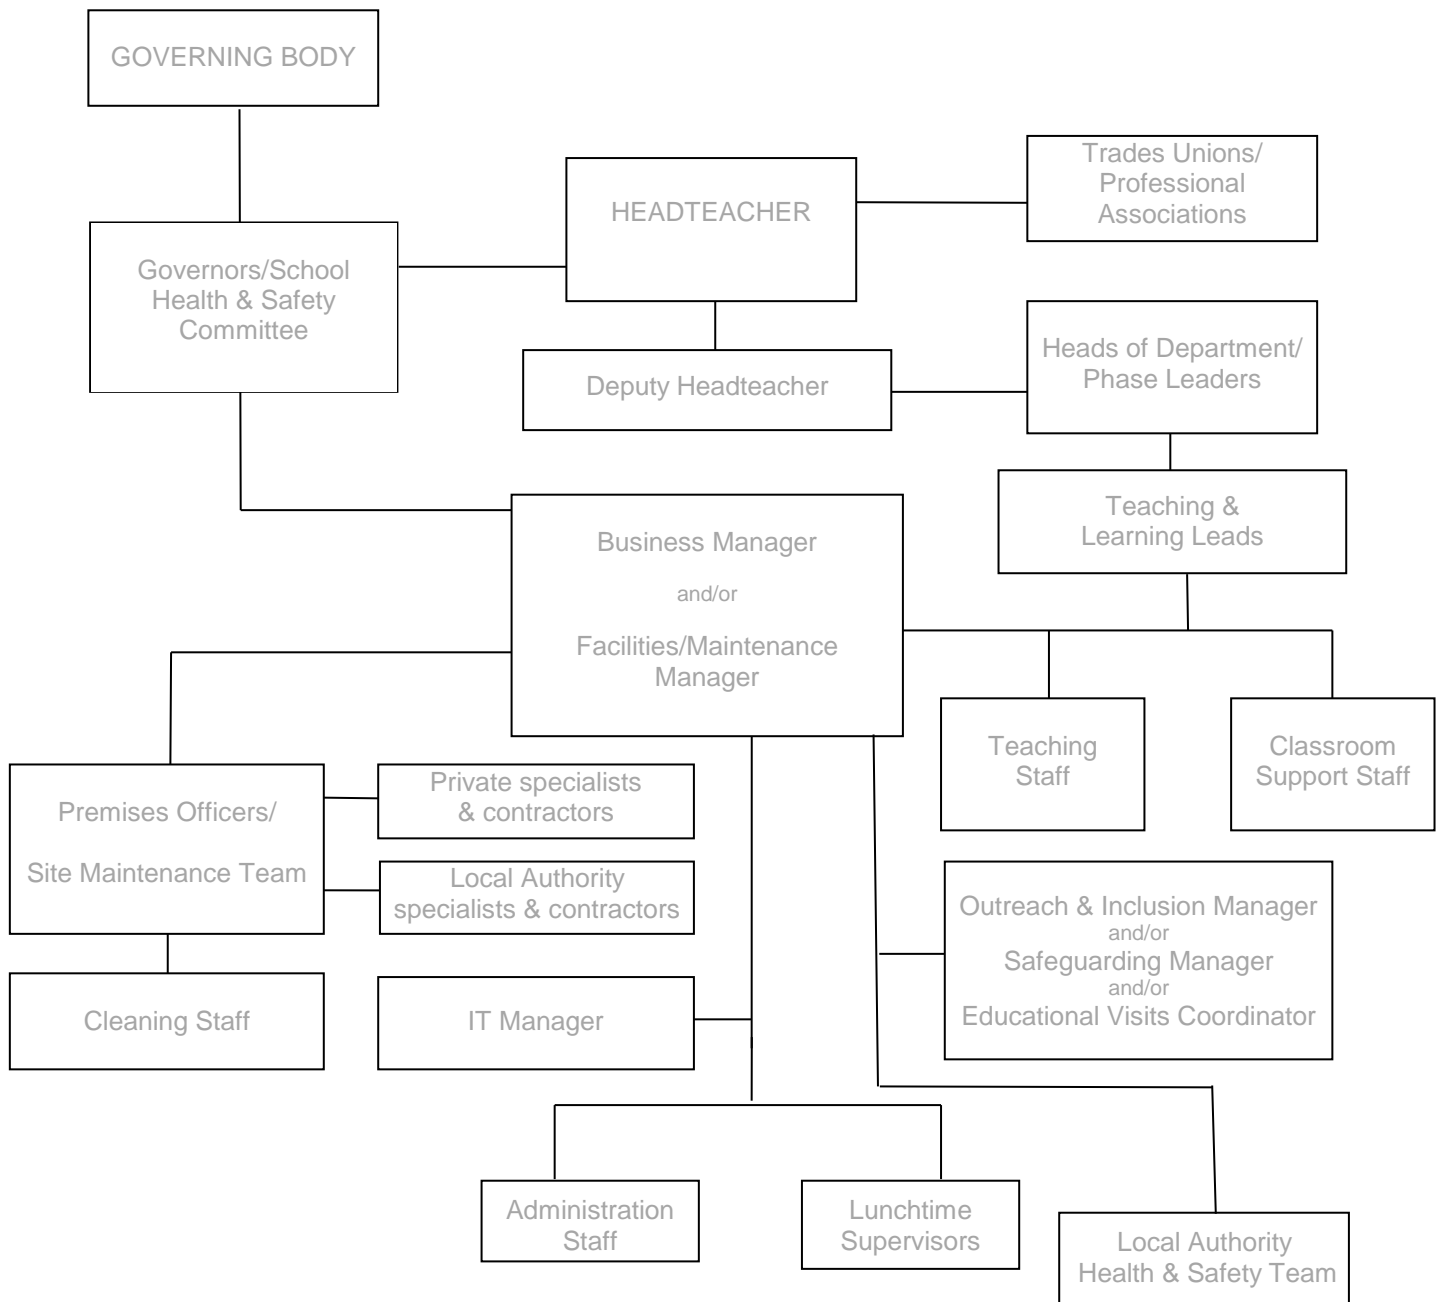 GOVERNING BODY
Trades Unions/
Professional
Associations
HEADTEACHER
Governors/School
Health & Safety
Committee
Heads of Department/
Phase Leaders
Deputy Headteacher
Teaching &
Learning Leads
Business Manager
and/or
Facilities/Maintenance
Manager
Teaching
Staff
Classroom
Support Staff
Premises Officers/
Site Maintenance Team
Private specialists
& contractors
Local Authority
specialists & contractors
Outreach & Inclusion Manager
and/or
Safeguarding Manager
and/or
Educational Visits Coordinator
Cleaning Staff
IT Manager
Administration
Staff
Lunchtime
Supervisors
Local Authority
Health & Safety Team